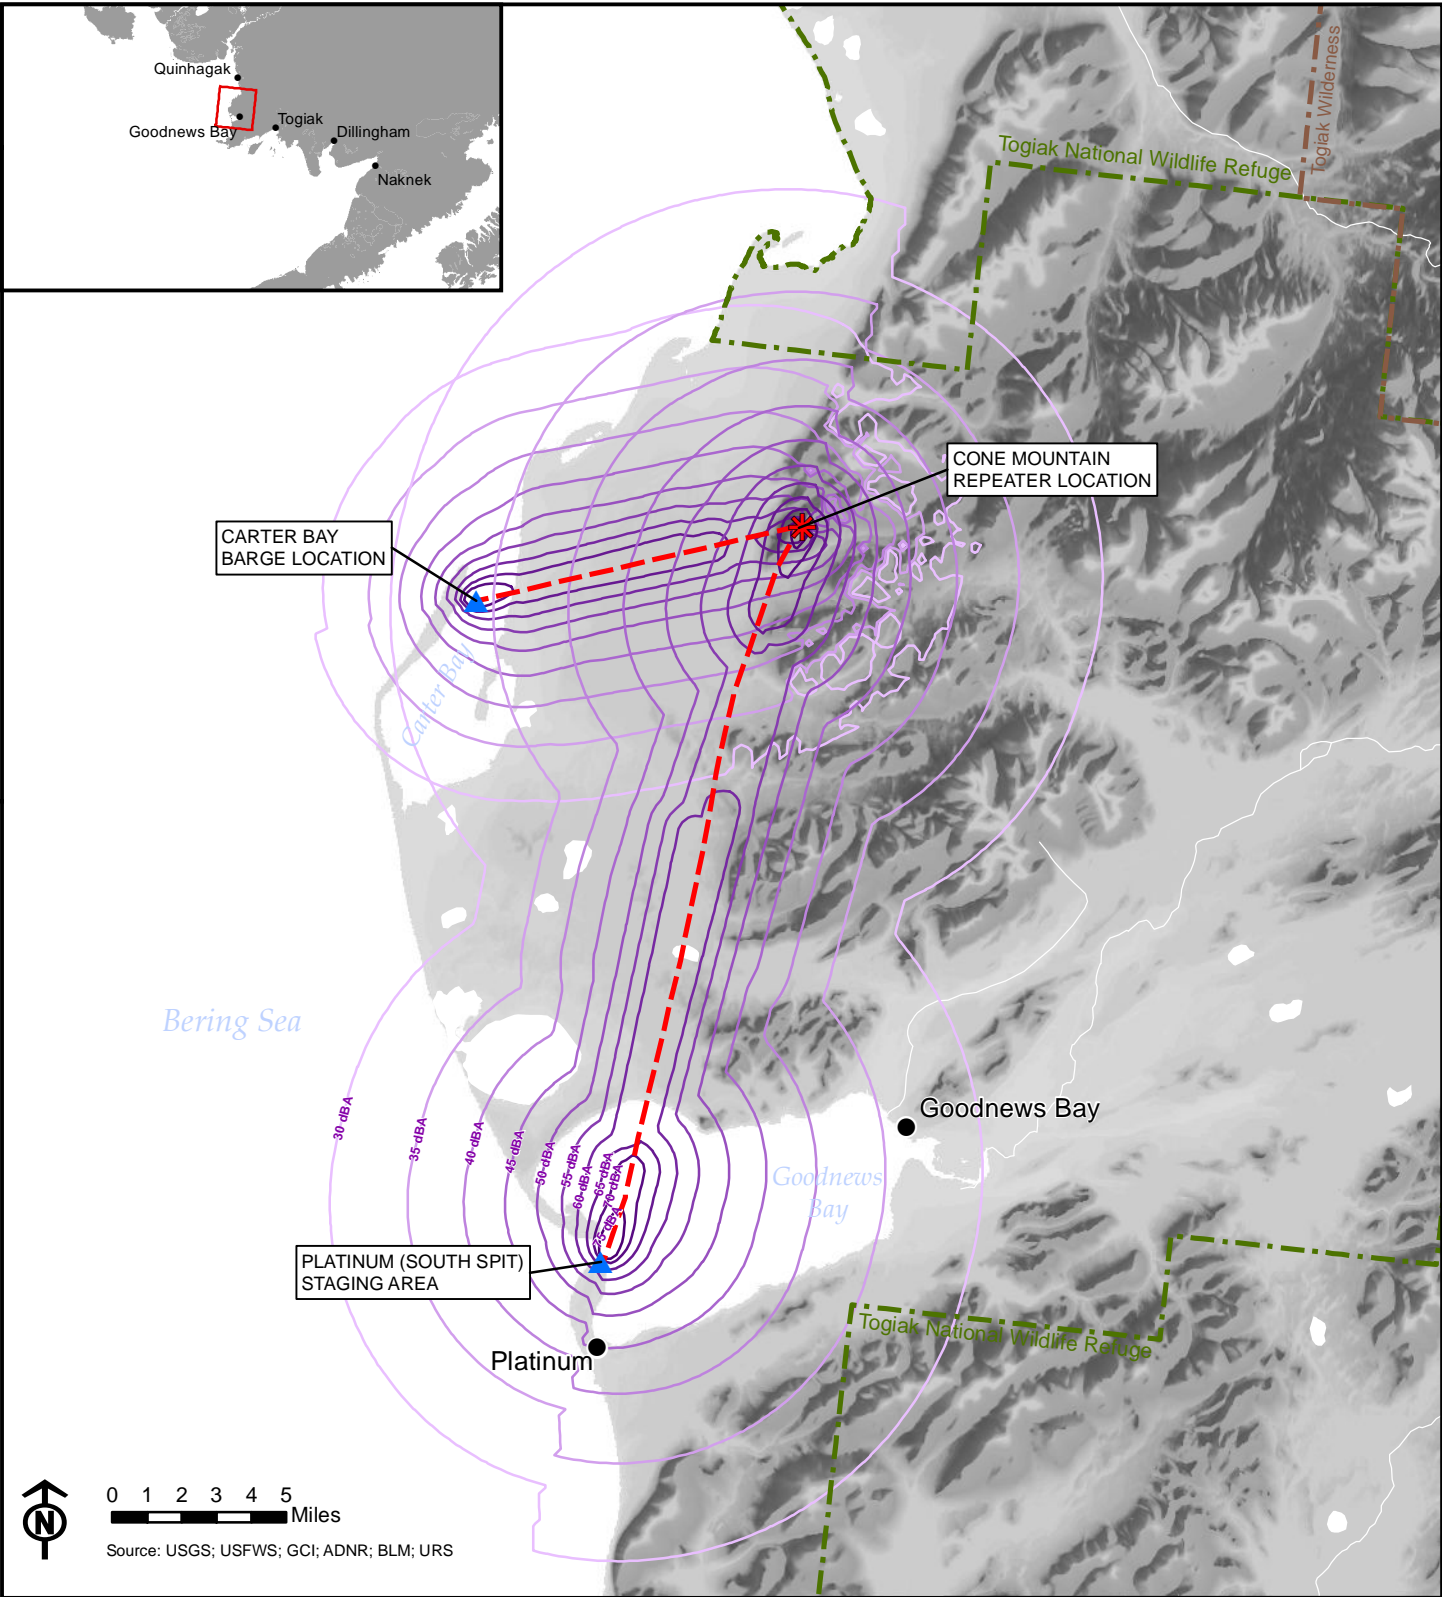 Quinhagak
Goodnews Bay
Togiak
Dillingham
Naknek
Togiak Wilderness
Togiak National Wildlife Refuge
CONE MOUNTAIN
REPEATER LOCATION
CARTER BAY
BARGE LOCATION
Carter Bay
Bering Sea
30 dBA
35 dBA
40 dBA
45 dBA
50 dBA
55 dBA
60 dBA
65 dBA
70 dBA
75 dBA
Goodnews Bay
Goodnews
Bay
PLATINUM (SOUTH SPIT)
STAGING AREA
Platinum
Togiak National Wildlife Refuge
N
0 1 2 3 4 5
Miles
Source: USGS; USFWS; GCI; ADNR; BLM; URS